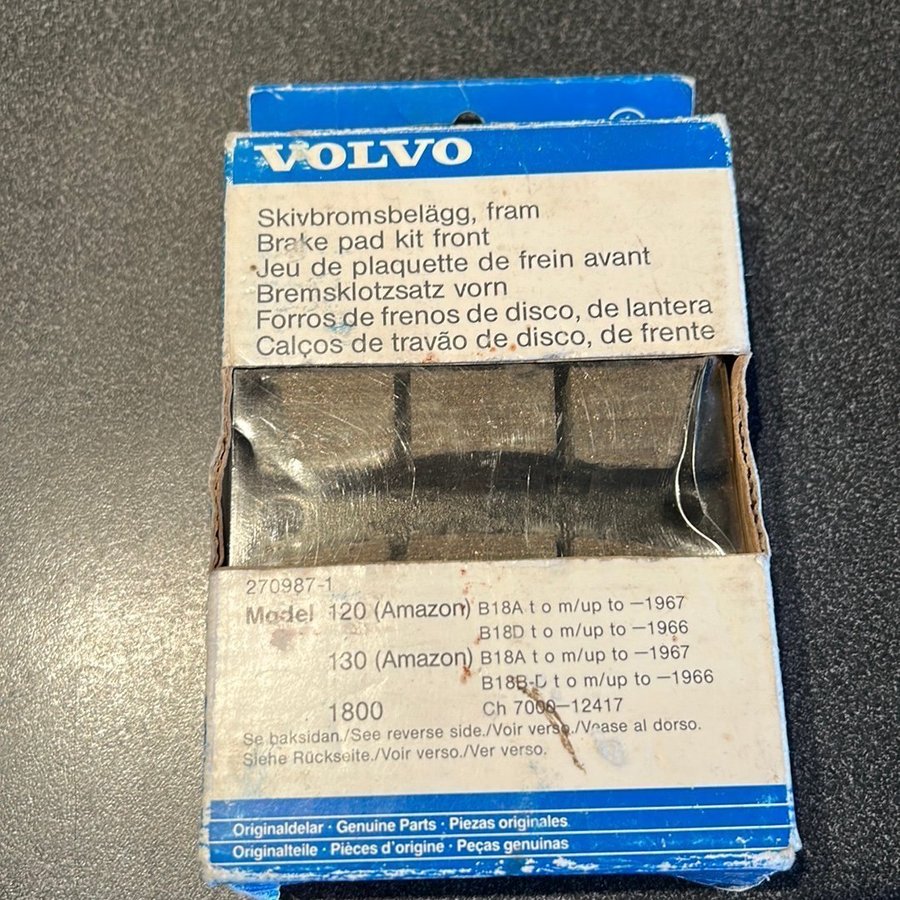 VOLVO
Skivbromsbelägg, fram
Brake pad kit front
Jeu de plaquette de frein avant
Bremsklotzsatz vorn
Forros de frenos de disco, de lantera
Calços de travão de disco, de frente
270987-1
Model 120 (Amazon) B18A t o m/up to –1967
B18D t o m/up to –1966
130 (Amazon) B18A t o m/up to –1967
B18B-D t o m/up to –1966
1800 Ch 7000–12417
Se baksidan./See reverse side./Voir verso./Vease al dorso.
Siehe Rückseite./Voir verso./Ver verso.
Originaldelar · Genuine Parts · Piezas originales
Originalteile · Pièces d'origine · Peças genuinas